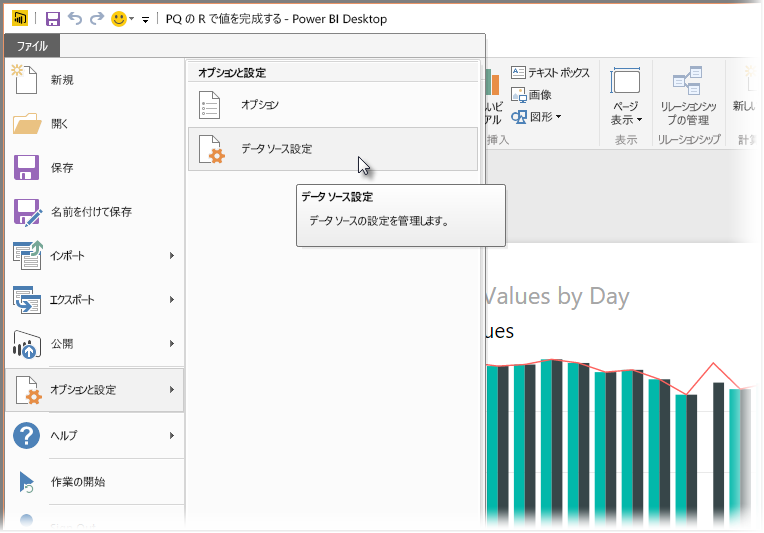 PQ の R で値を完成する - Power BI Desktop
ファイル
新規
開く
保存
名前を付けて保存
インポート
エクスポート
公開
オプションと設定
ヘルプ
作業の開始
オプションと設定
オプション
データ ソース設定
データ ソース設定
データ ソースの設定を管理します。
テキスト ボックス
画像
図形
挿入
ページ
表示
表示
リレーションシッ
プの管理
リレーションシップ
Values by Day
ues